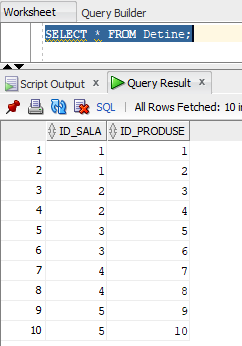 Worksheet Query Builder
SELECT * FROM Detine;
Script Output × Query Result ×
SQL All Rows Fetched: 10 in
ID_SALA ID_PRODUSE
1 1 1
2 1 2
3 2 3
4 2 4
5 3 5
6 3 6
7 4 7
8 4 8
9 5 9
10 5 10